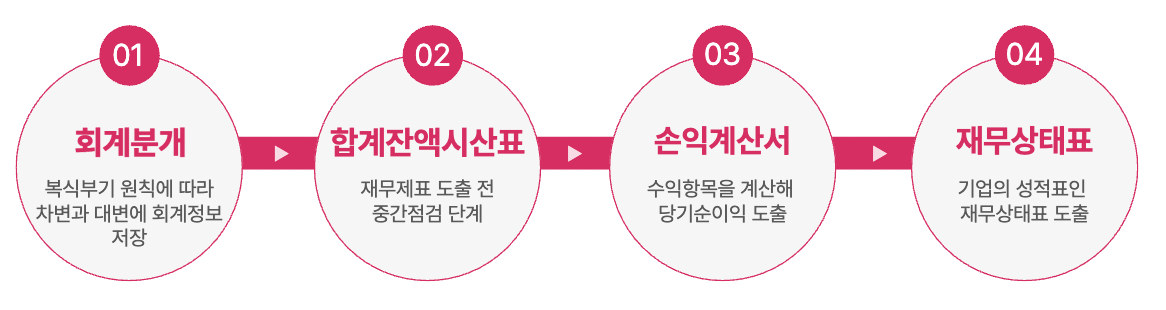 01
회계분개
복식부기 원칙에 따라
차변과 대변에 회계정보
저장
02
합계잔액시산표
재무제표 도출 전
중간점검 단계
03
손익계산서
수익항목을 계산해
당기순이익 도출
04
재무상태표
기업의 성적표인
재무상태표 도출